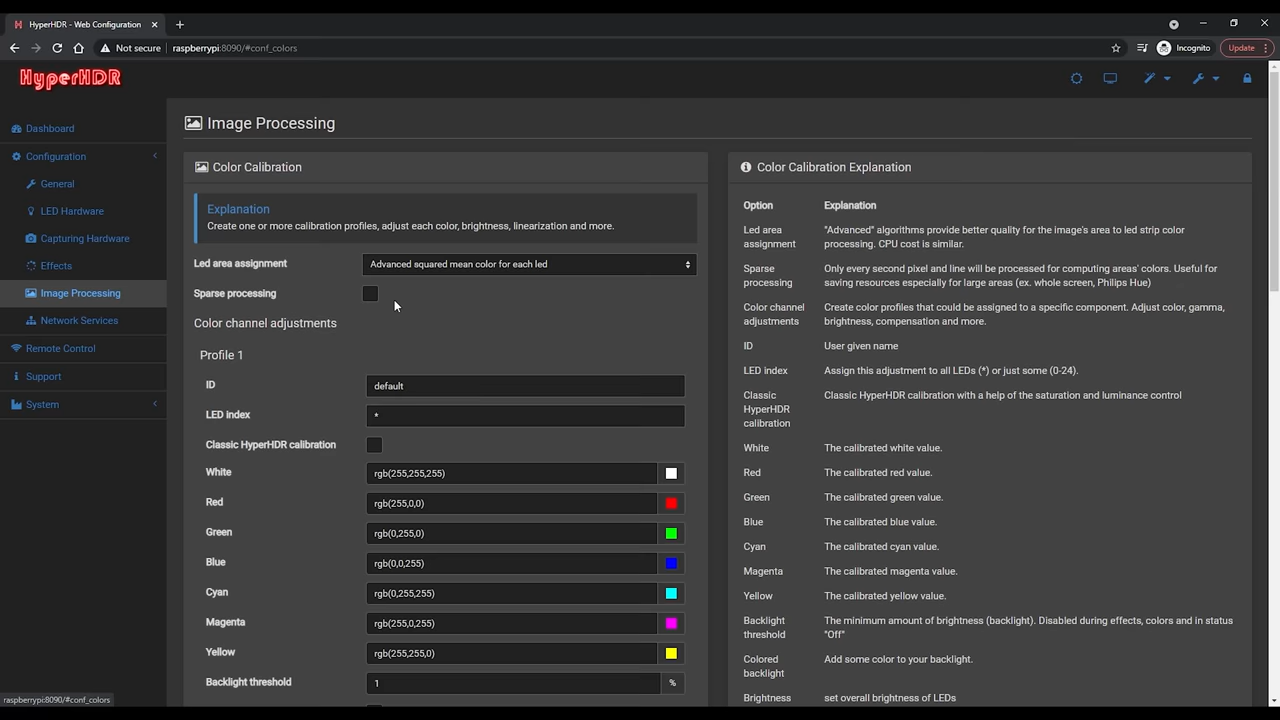 HyperHDR - Web Configuration
Not secure
raspberrypi:8090/#conf_colors
Incognito
Update
HyperHDR
Dashboard
Configuration
General
LED Hardware
Capturing Hardware
Effects
Image Processing
Network Services
Remote Control
Support
System
Image Processing
Color Calibration
Explanation
Create one or more calibration profiles, adjust each color, brightness, linearization and more.
Led area assignment
Advanced squared mean color for each led
Sparse processing
Color channel adjustments
Profile 1
ID
default
LED index
*
Classic HyperHDR calibration
White
rgb(255,255,255)
Red
rgb(255,0,0)
Green
rgb(0,255,0)
Blue
rgb(0,0,255)
Cyan
rgb(0,255,255)
Magenta
rgb(255,0,255)
Yellow
rgb(255,255,0)
Backlight threshold
1
%
Color Calibration Explanation
Option
Explanation
Led area
assignment
"Advanced" algorithms provide better quality for the image's area to led strip color
processing. CPU cost is similar.
Sparse
processing
Only every second pixel and line will be processed for computing areas' colors. Useful for
saving resources especially for large areas (ex. whole screen, Philips Hue)
Color channel
adjustments
Create color profiles that could be assigned to a specific component. Adjust color, gamma,
brightness, compensation and more.
ID
User given name
LED index
Assign this adjustment to all LEDs (*) or just some (0-24).
Classic
HyperHDR
calibration
Classic HyperHDR calibration with a help of the saturation and luminance control
White
The calibrated white value.
Red
The calibrated red value.
Green
The calibrated green value.
Blue
The calibrated blue value.
Cyan
The calibrated cyan value.
Magenta
The calibrated magenta value.
Yellow
The calibrated yellow value.
Backlight
threshold
The minimum amount of brightness (backlight). Disabled during effects, colors and in status
"Off"
Colored
backlight
Add some color to your backlight.
Brightness
set overall brightness of LEDs
raspberrypi:8090/#conf_colors